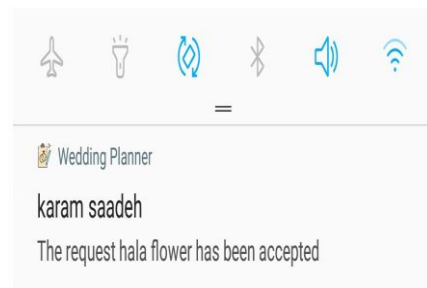 Wedding Planner
karam saadeh
The request hala flower has been accepted